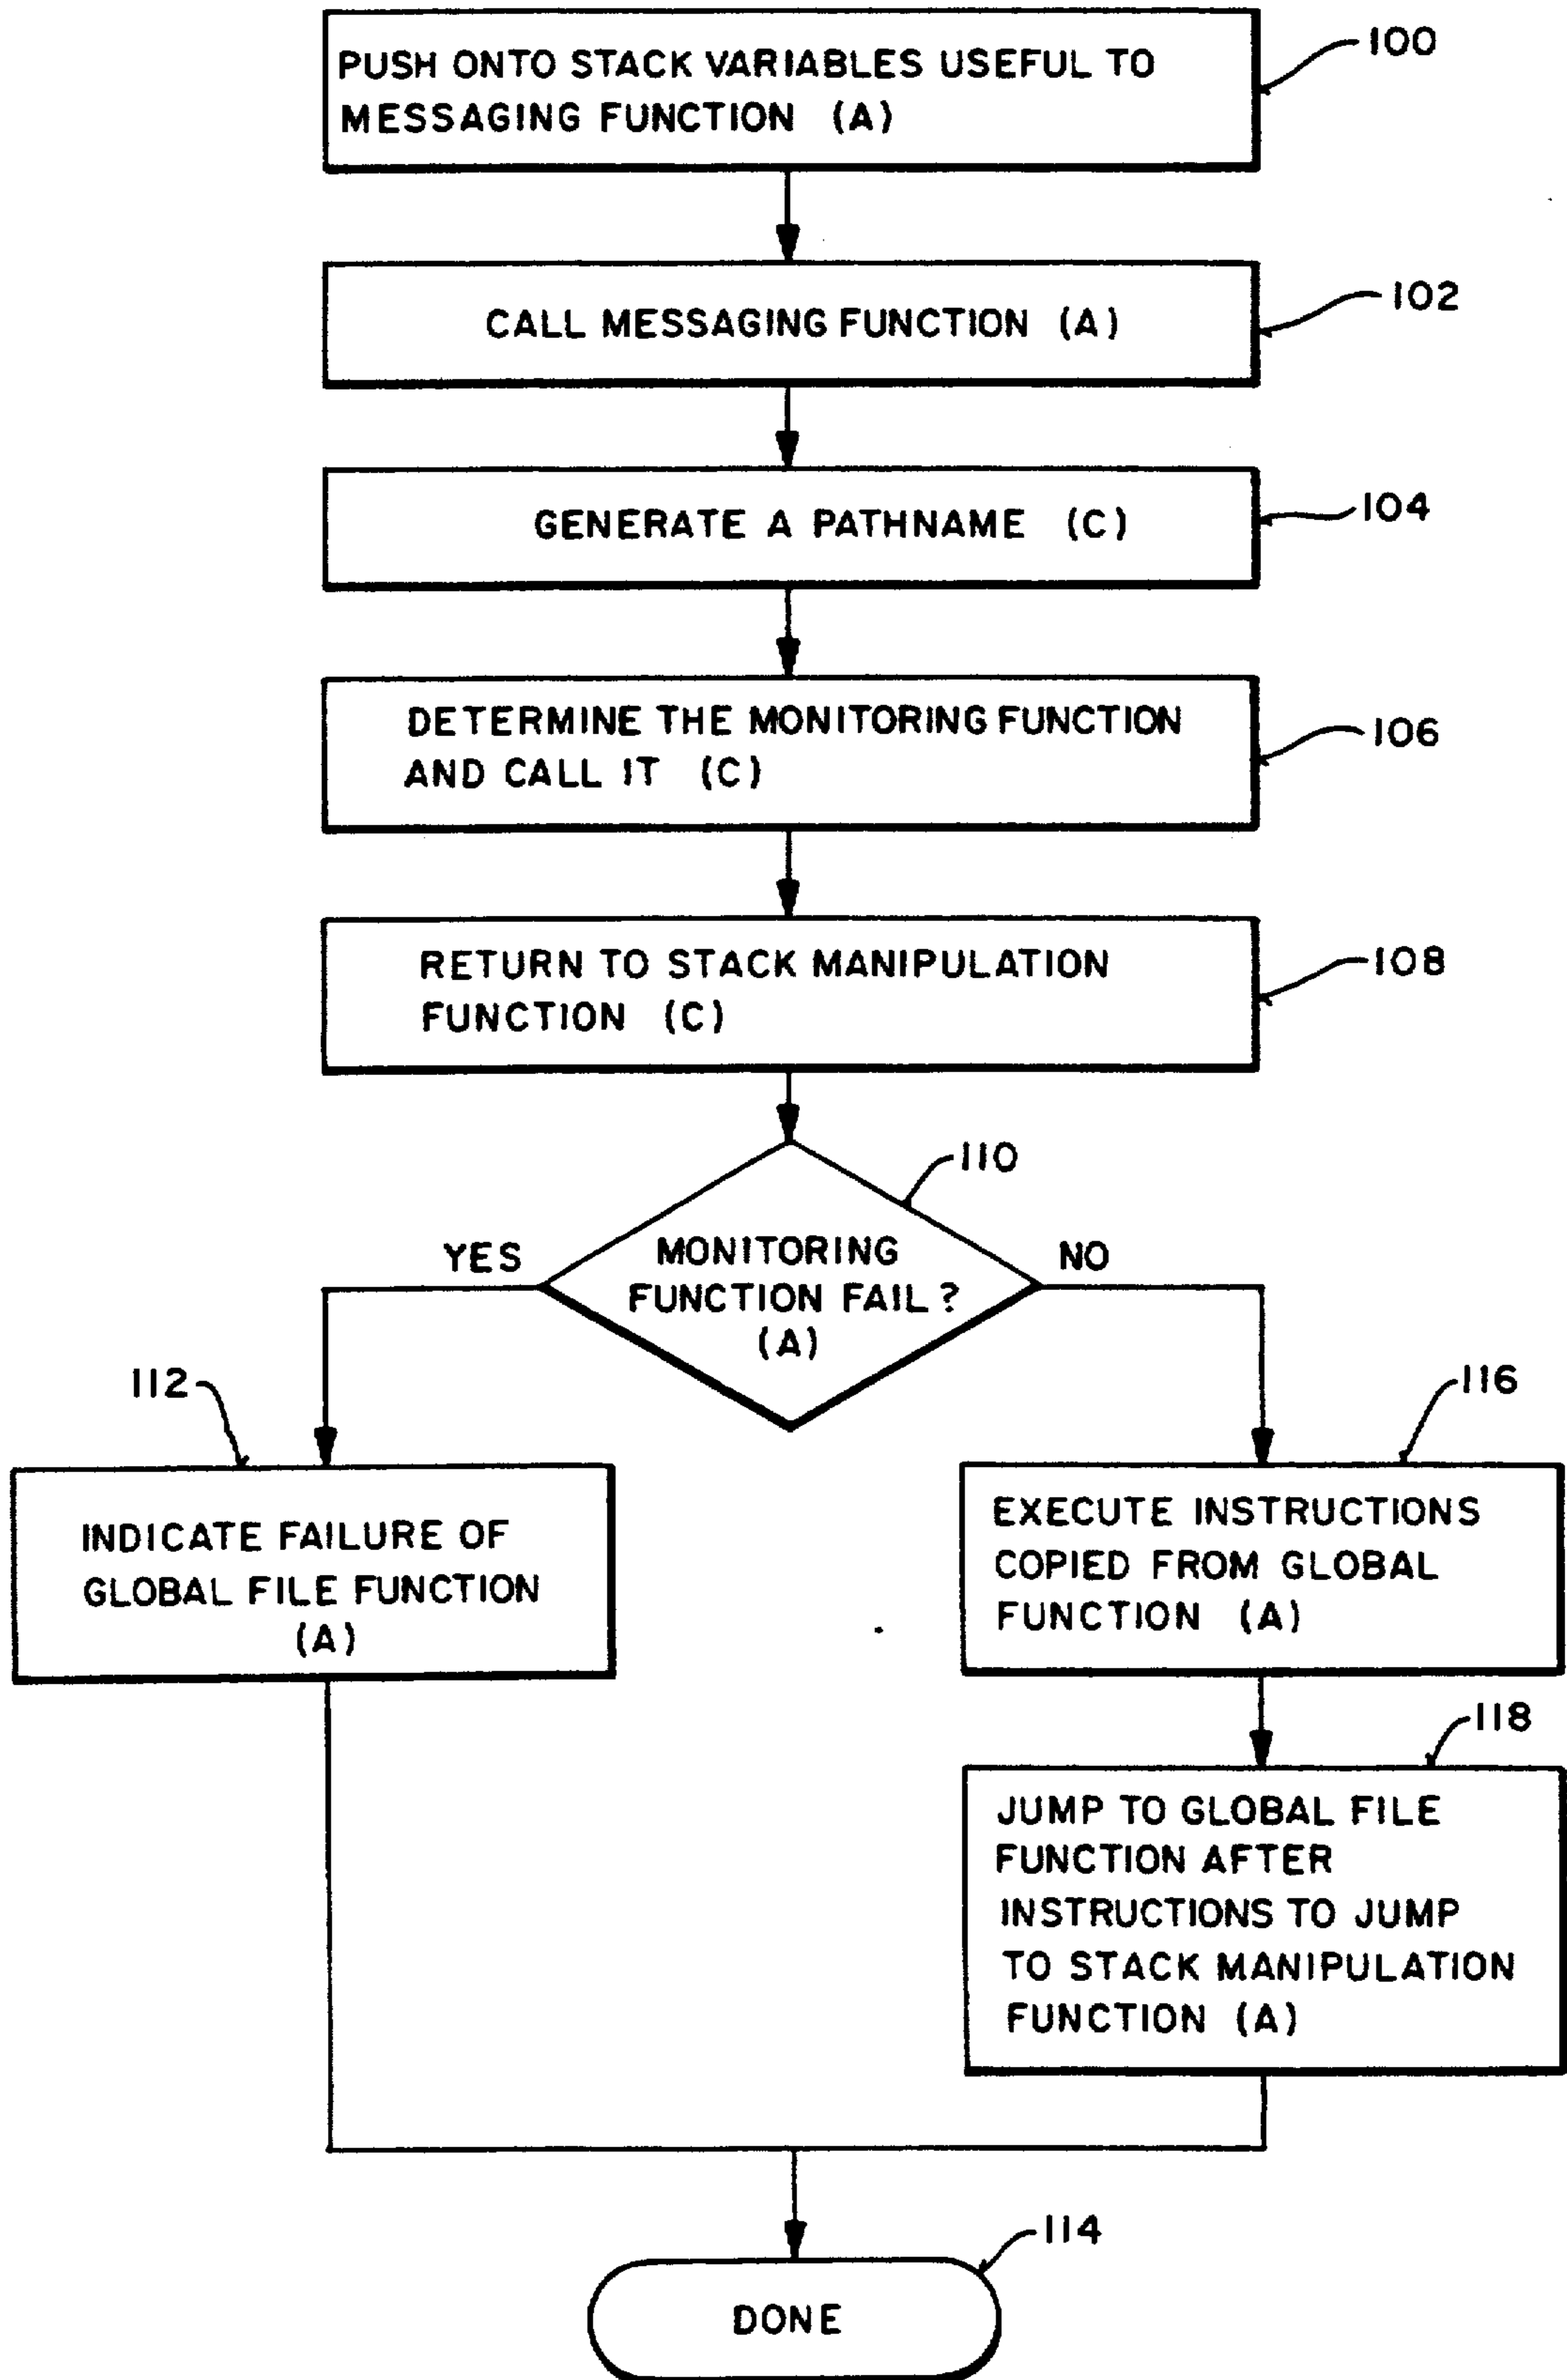 PUSH ONTO STACK VARIABLES USEFUL TO
MESSAGING FUNCTION (A)
100
CALL MESSAGING FUNCTION (A)
102
GENERATE A PATHNAME (C)
104
DETERMINE THE MONITORING FUNCTION
AND CALL IT (C)
106
RETURN TO STACK MANIPULATION
FUNCTION (C)
108
110
YES
MONITORING
FUNCTION FAIL?
(A)
NO
112
INDICATE FAILURE OF
GLOBAL FILE FUNCTION
(A)
116
EXECUTE INSTRUCTIONS
COPIED FROM GLOBAL
FUNCTION (A)
118
JUMP TO GLOBAL FILE
FUNCTION AFTER
INSTRUCTIONS TO JUMP
TO STACK MANIPULATION
FUNCTION (A)
114
DONE